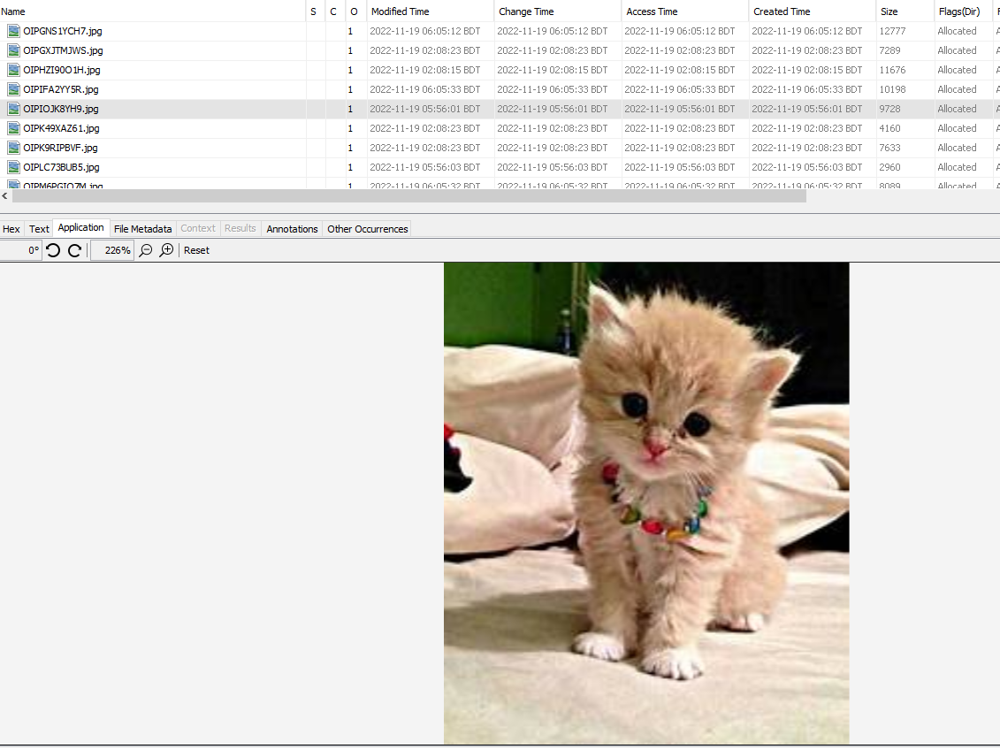 Name S C O Modified Time Change Time Access Time Created Time Size Flags(Dir)
OIPGNS1YCH7.jpg 1 2022-11-19 06:05:12 BDT 2022-11-19 06:05:12 BDT 2022-11-19 06:05:12 BDT 2022-11-19 06:05:12 BDT 12777 Allocated
OIPGXJTMJWS.jpg 1 2022-11-19 02:08:23 BDT 2022-11-19 02:08:23 BDT 2022-11-19 02:08:23 BDT 2022-11-19 02:08:23 BDT 7289 Allocated
OIPHZI90O1H.jpg 1 2022-11-19 02:08:15 BDT 2022-11-19 02:08:15 BDT 2022-11-19 02:08:15 BDT 2022-11-19 02:08:15 BDT 11676 Allocated
OIPIFA2YY5R.jpg 1 2022-11-19 06:05:33 BDT 2022-11-19 06:05:33 BDT 2022-11-19 06:05:33 BDT 2022-11-19 06:05:33 BDT 10198 Allocated
OIPIOJK8YH9.jpg 1 2022-11-19 05:56:01 BDT 2022-11-19 05:56:01 BDT 2022-11-19 05:56:01 BDT 2022-11-19 05:56:01 BDT 9728 Allocated
OIPK49XAZ61.jpg 1 2022-11-19 02:08:23 BDT 2022-11-19 02:08:23 BDT 2022-11-19 02:08:23 BDT 2022-11-19 02:08:23 BDT 4160 Allocated
OIPK9RIPBVF.jpg 1 2022-11-19 02:08:23 BDT 2022-11-19 02:08:23 BDT 2022-11-19 02:08:23 BDT 2022-11-19 02:08:23 BDT 7633 Allocated
OIPLC73BUB5.jpg 1 2022-11-19 05:56:03 BDT 2022-11-19 05:56:03 BDT 2022-11-19 05:56:03 BDT 2022-11-19 05:56:03 BDT 2960 Allocated
1 2022-11-19 06:05:32 BDT 2022-11-19 06:05:32 BDT 2022-11-19 06:05:32 BDT 2022-11-19 06:05:32 BDT 8089 Allocated
Hex Text Application File Metadata Context Results Annotations Other Occurrences
0° 226% Reset